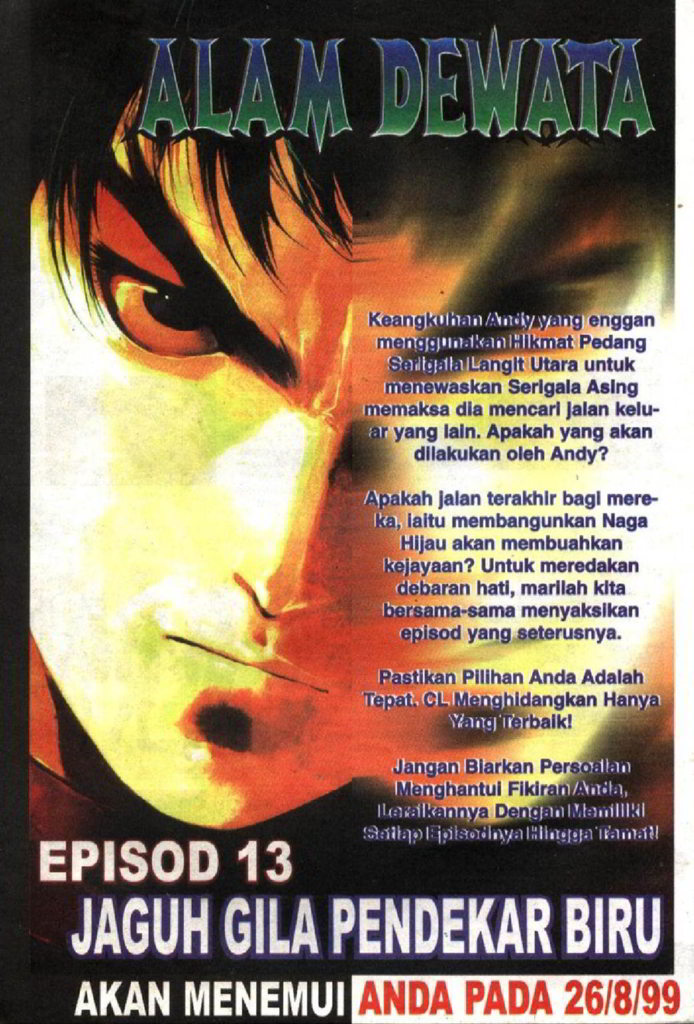 ALAM DEWATA
Keangkuhan Andy yang enggan
menggunakan Hikmat Pedang
Serigala Langit Utara untuk
menewaskan Serigala Asing
memaksa dia mencari jalan kelu-
ar yang lain. Apakah yang akan
dilakukan oleh Andy?
Apakah jalan terakhir bagi mere-
ka, iaitu membangunkan Naga
Hijau akan membuahkan
kejayaan? Untuk meredakan
debaran hati, marilah kita
bersama-sama menyaksikan
episod yang seterusnya.
Pastikan Pilihan Anda Adalah
Tepat. CL Menghidangkan Hanya
Yang Terbaik!
Jangan Biarkan Persoalan
Menghantui Fikiran Anda,
Leraikannya Dengan Memiliki
Setiap Episodnya Hingga Tamat!
EPISOD 13
JAGUH GILA PENDEKAR BIRU
AKAN MENEMUI ANDA PADA 26/8/99